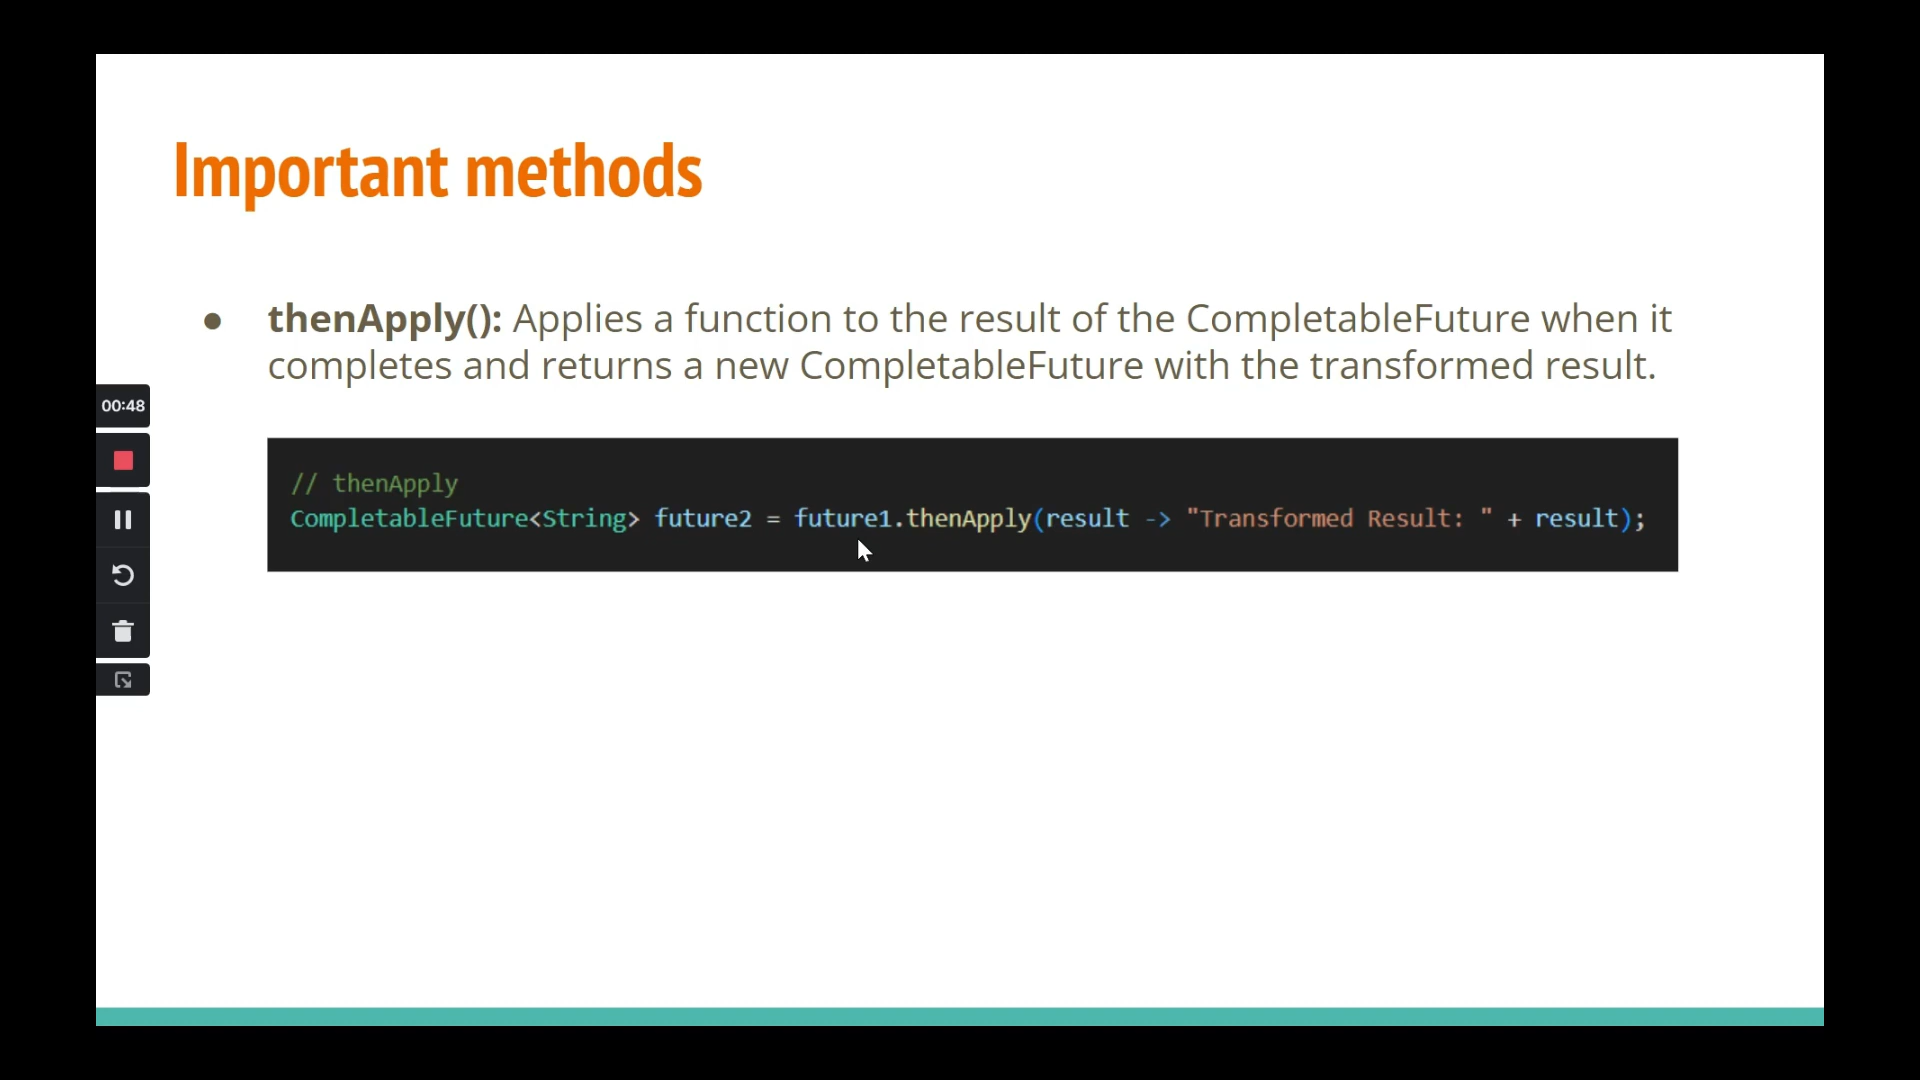 Important methods
● thenApply(): Applies a function to the result of the CompletableFuture when it
completes and returns a new CompletableFuture with the transformed result.
00:48
// thenApply
CompletableFuture<String> future2 = future1.thenApply(result -> "Transformed Result: " + result);